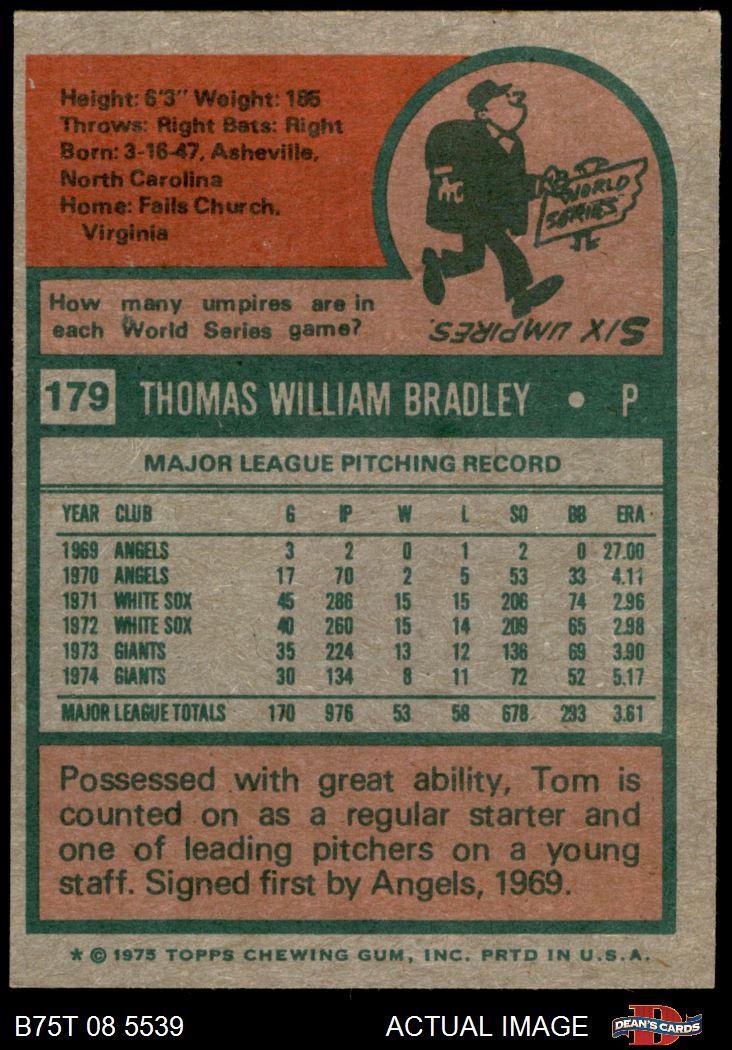 Height: 6'3" Weight: 185
Throws: Right Bats: Right
Born: 3-16-47, Asheville,
North Carolina
Home: Falls Church,
Virginia
WORLD
SERIES
How many umpires are in
each World Series game?
SIX UMPIRES.
179 THOMAS WILLIAM BRADLEY • P
MAJOR LEAGUE PITCHING RECORD
YEAR CLUB G IP W L SO BB ERA
1969 ANGELS 3 2 0 1 2 0 27.00
1970 ANGELS 17 70 2 5 53 33 4.11
1971 WHITE SOX 45 286 15 15 206 74 2.96
1972 WHITE SOX 40 260 15 14 209 65 2.98
1973 GIANTS 35 224 13 12 136 69 3.90
1974 GIANTS 30 134 8 11 72 52 5.17
MAJOR LEAGUE TOTALS 170 976 53 58 678 293 3.61
Possessed with great ability, Tom is
counted on as a regular starter and
one of leading pitchers on a young
staff. Signed first by Angels, 1969.
* © 1975 TOPPS CHEWING GUM, INC. PRTD IN U.S.A.
B75T 08 5539 ACTUAL IMAGE
D
DEAN'S CARDS